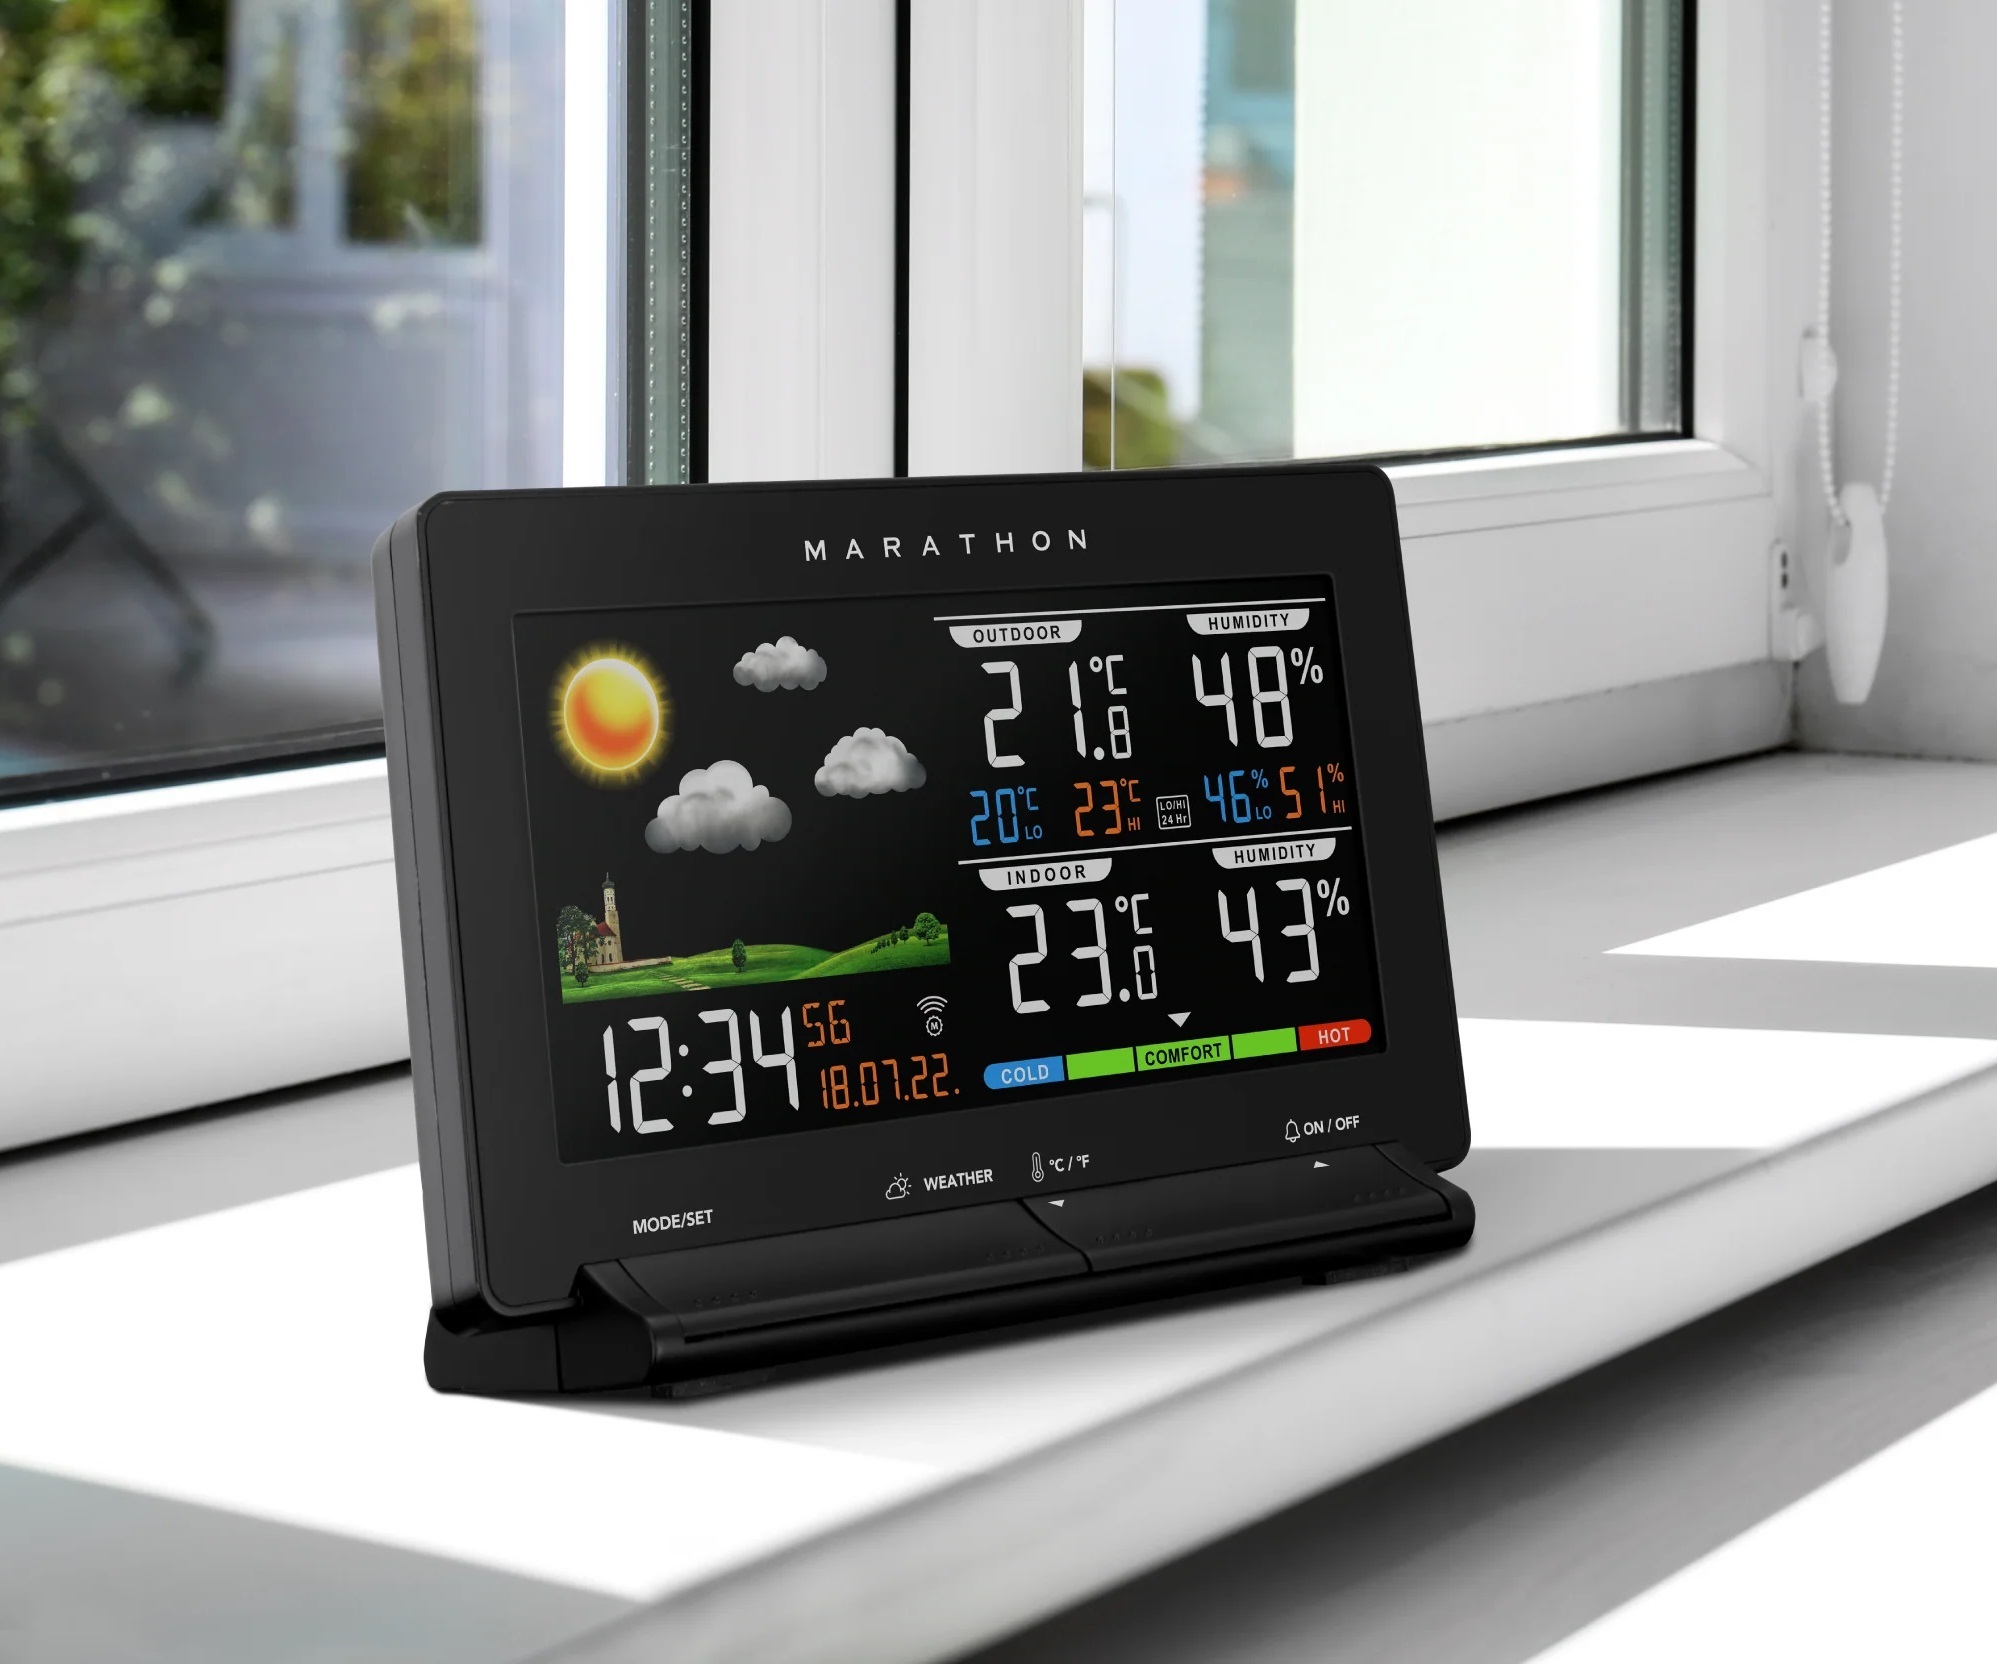 MARATHON
OUTDOOR HUMIDITY
21.8°C 48%
20°C LO 23°C HI LO/HI 24 Hr 46% LO 51% HI
INDOOR HUMIDITY
23.0°C 43%
12:34 56
18.07.22.
M
COLD COMFORT HOT
MODE/SET WEATHER °C / °F ON / OFF